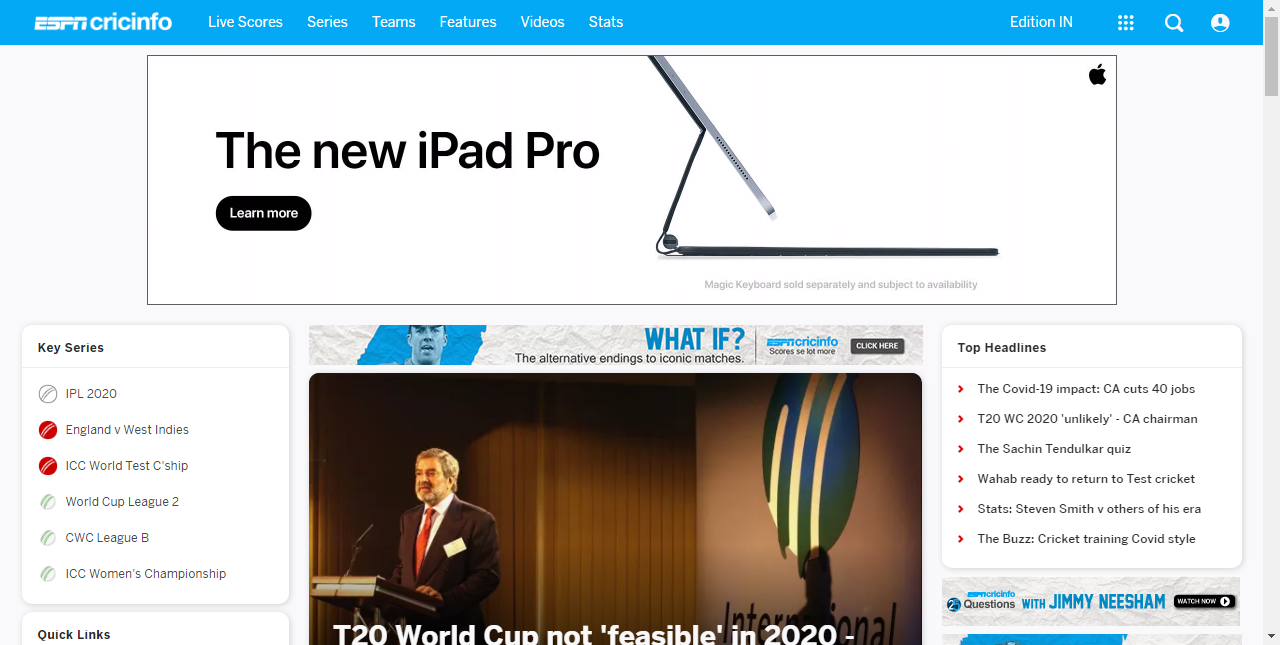 ESPN cricinfo
Live Scores
Series
Teams
Features
Videos
Stats
Edition IN
The new iPad Pro
Learn more
Magic Keyboard sold separately and subject to availability
Key Series
IPL 2020
England v West Indies
ICC World Test C'ship
World Cup League 2
CWC League B
ICC Women's Championship
Quick Links
WHAT IF?
The alternative endings to iconic matches.
ESPN cricinfo
Scores se lot more
CLICK HERE
International
T20 World Cup not 'feasible' in 2020 -
Top Headlines
The Covid-19 impact: CA cuts 40 jobs
T20 WC 2020 'unlikely' - CA chairman
The Sachin Tendulkar quiz
Wahab ready to return to Test cricket
Stats: Steven Smith v others of his era
The Buzz: Cricket training Covid style
ESPN cricinfo
25 Questions
WITH JIMMY NEESHAM
WATCH NOW